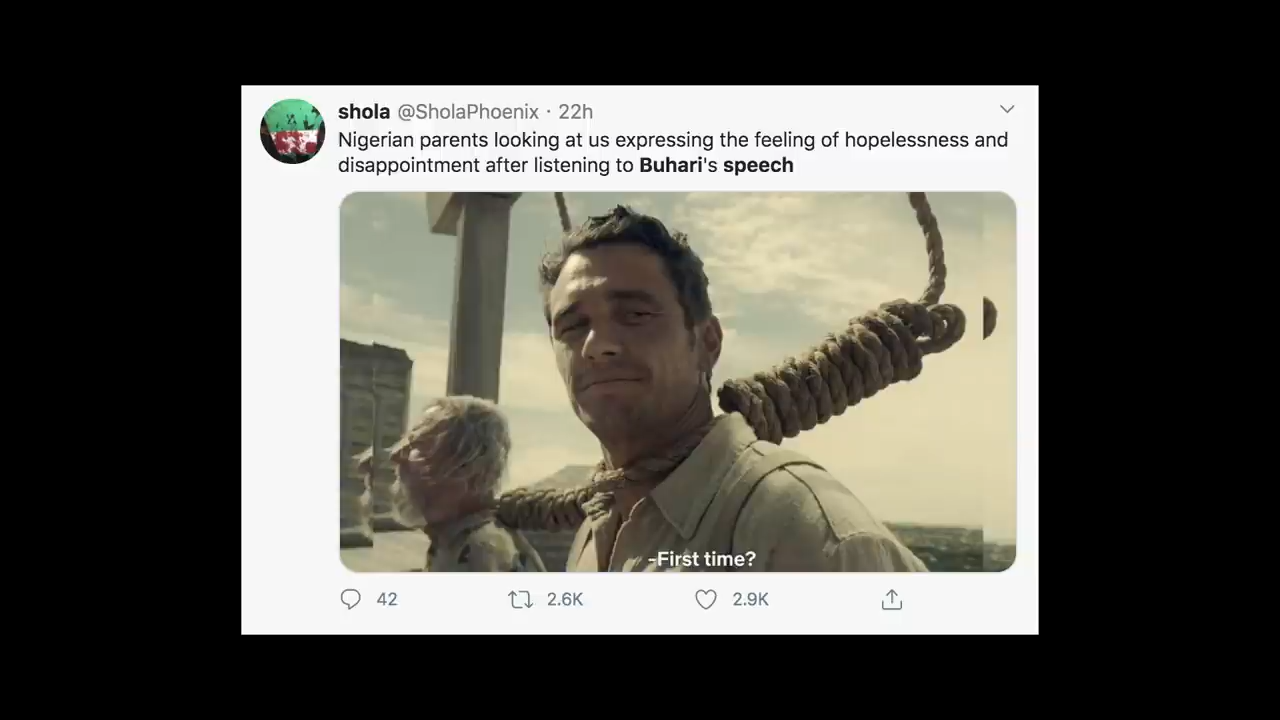 shola @SholaPhoenix · 22h
Nigerian parents looking at us expressing the feeling of hopelessness and
disappointment after listening to Buhari's speech
-First time?
42 2.6K 2.9K